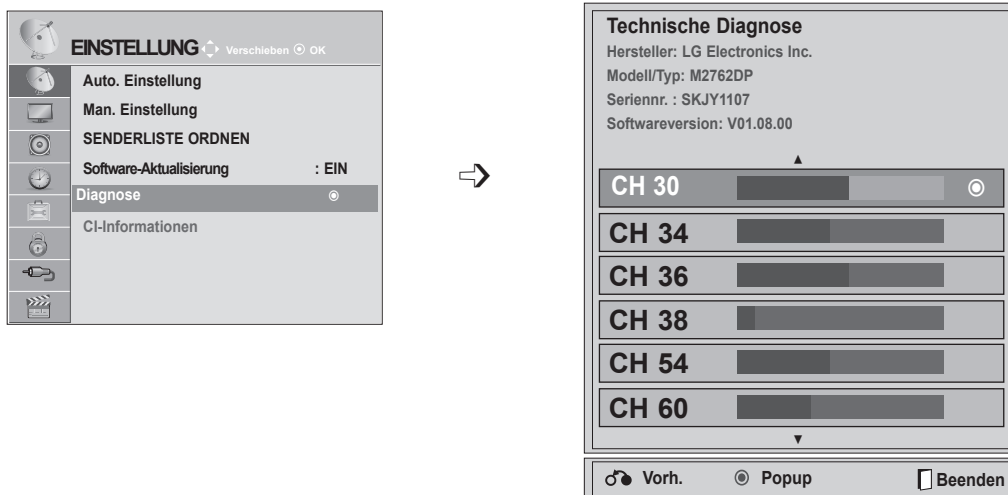 EINSTELLUNG Verschieben OK
Auto. Einstellung
Man. Einstellung
SENDERLISTE ORDNEN
Software-Aktualisierung : EIN
Diagnose
CI-Informationen
Technische Diagnose
Hersteller: LG Electronics Inc.
Modell/Typ: M2762DP
Seriennr. : SKJY1107
Softwareversion: V01.08.00
CH 30
CH 34
CH 36
CH 38
CH 54
CH 60
Vorh. Popup Beenden